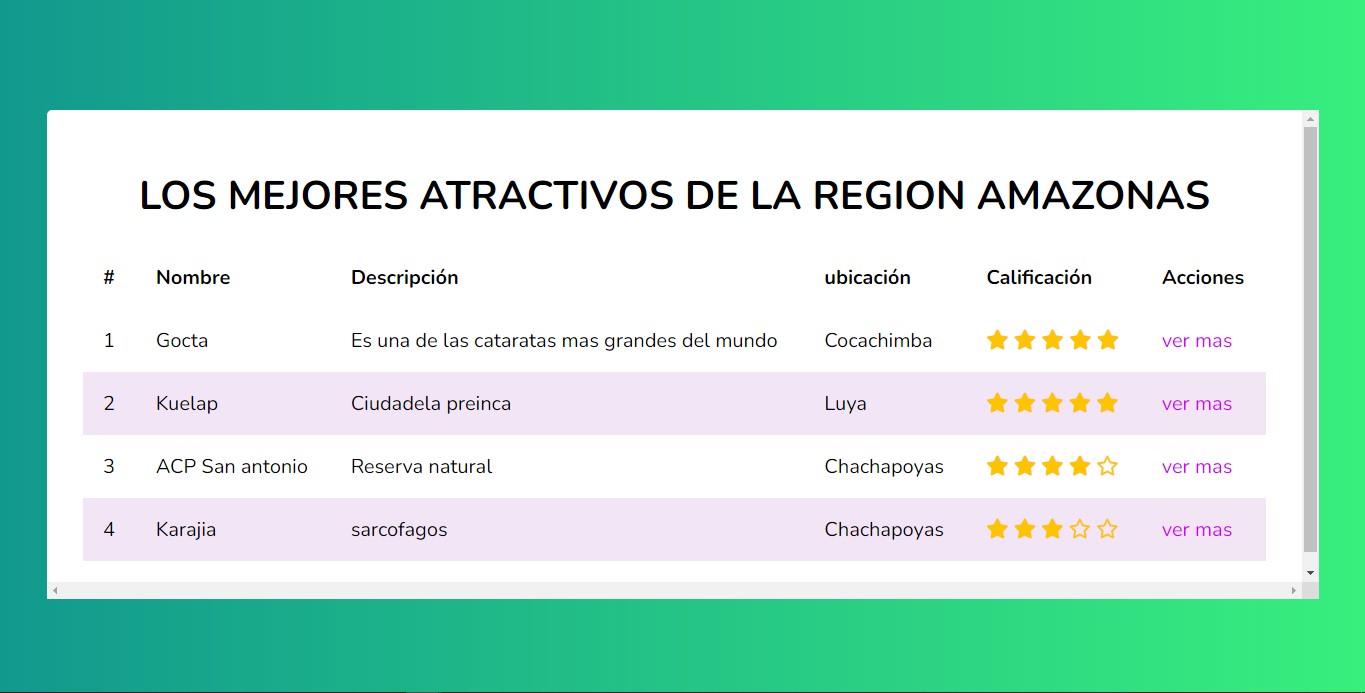 LOS MEJORES ATRACTIVOS DE LA REGION AMAZONAS
# Nombre Descripción ubicación Calificación Acciones
1 Gocta Es una de las cataratas mas grandes del mundo Cocachimba ver mas
2 Kuelap Ciudadela preinca Luya ver mas
3 ACP San antonio Reserva natural Chachapoyas ver mas
4 Karajia sarcofagos Chachapoyas ver mas